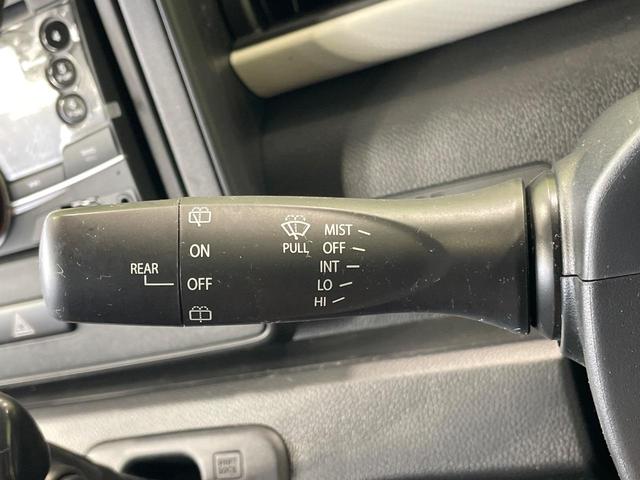 MIST
PULL OFF
ON
INT
REAR
OFF
LO
HI